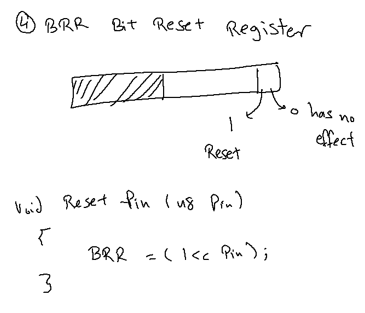 ④ BRR Bit Reset Register
1 0 has no
Reset effect
void Reset Pin (u8 Pin)
{
BRR = (1<< Pin);
}